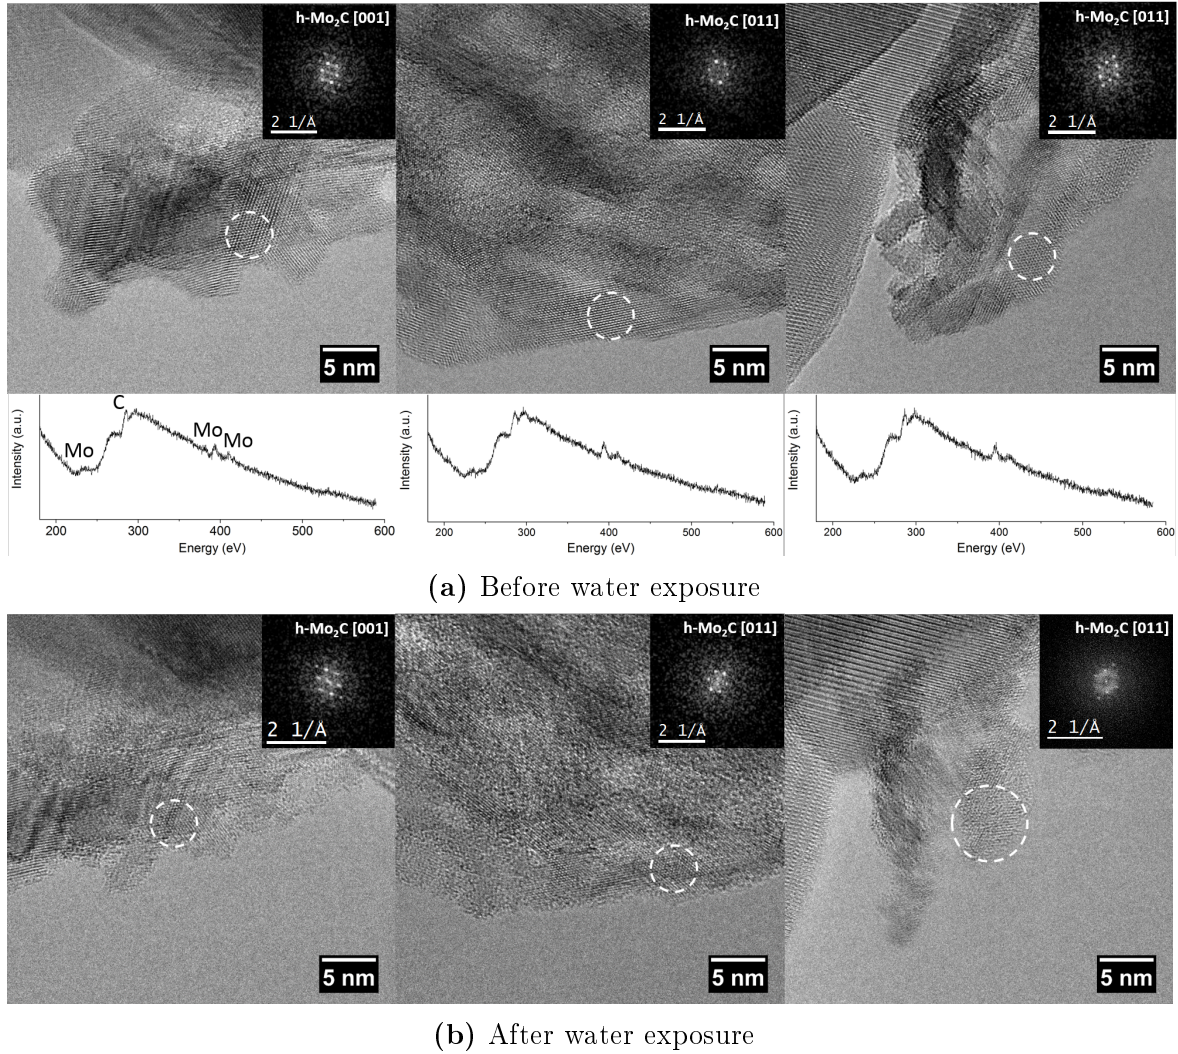 h-Mo₂C [001]
2 1/Å
5 nm
h-Mo₂C [011]
2 1/Å
5 nm
h-Mo₂C [011]
2 1/Å
5 nm
Intensity (a.u.)
Mo
C
Mo
Mo
200 300 400 500 600
Energy (eV)
Intensity (a.u.)
200 300 400 500 600
Energy (eV)
Intensity (a.u.)
200 300 400 500 600
Energy (eV)
(a) Before water exposure
h-Mo₂C [001]
2 1/Å
5 nm
h-Mo₂C [011]
2 1/Å
5 nm
h-Mo₂C [011]
2 1/Å
5 nm
(b) After water exposure